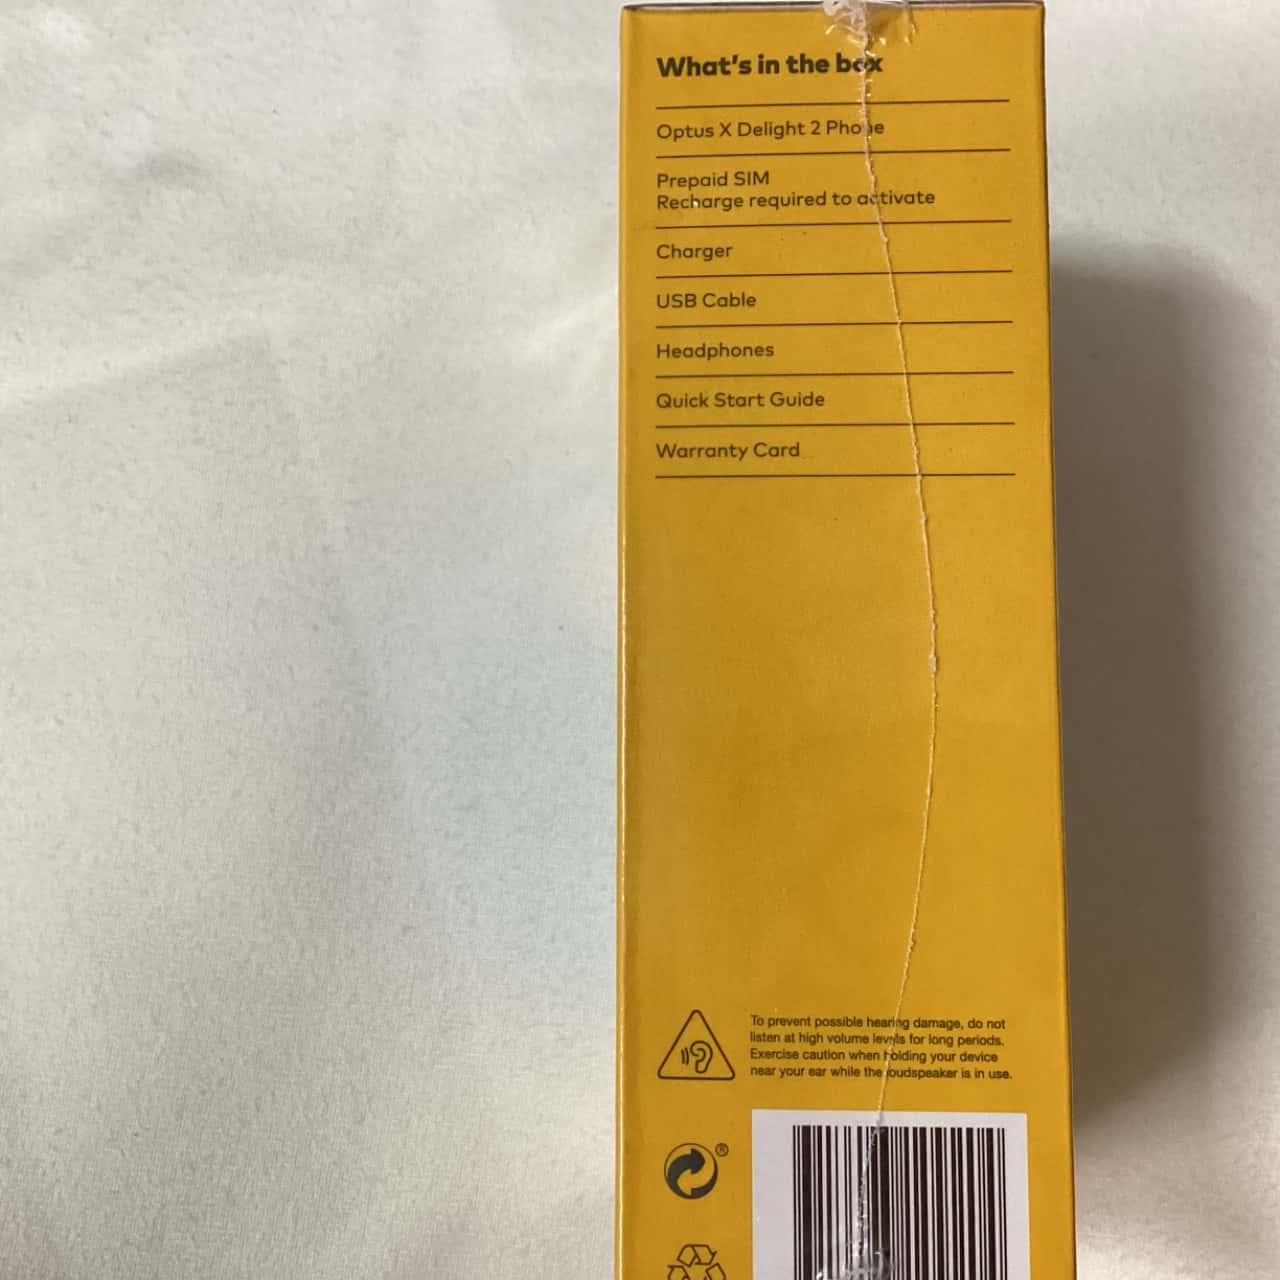 What's in the box
Optus X Delight 2 Phone
Prepaid SIM
Recharge required to activate
Charger
USB Cable
Headphones
Quick Start Guide
Warranty Card
To prevent possible hearing damage, do not
listen at high volume levels for long periods.
Exercise caution when holding your device
near your ear while the loudspeaker is in use.
®